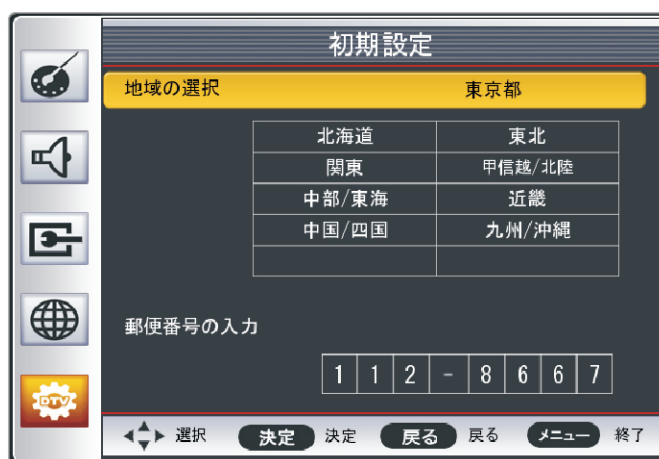 初期設定
地域の選択 東京都
北海道 東北
関東 甲信越/北陸
中部/東海 近畿
中国/四国 九州/沖縄
郵便番号の入力
1 1 2 - 8 6 6 7
DTV
選択 決定 決定 戻る 戻る メニュー 終了